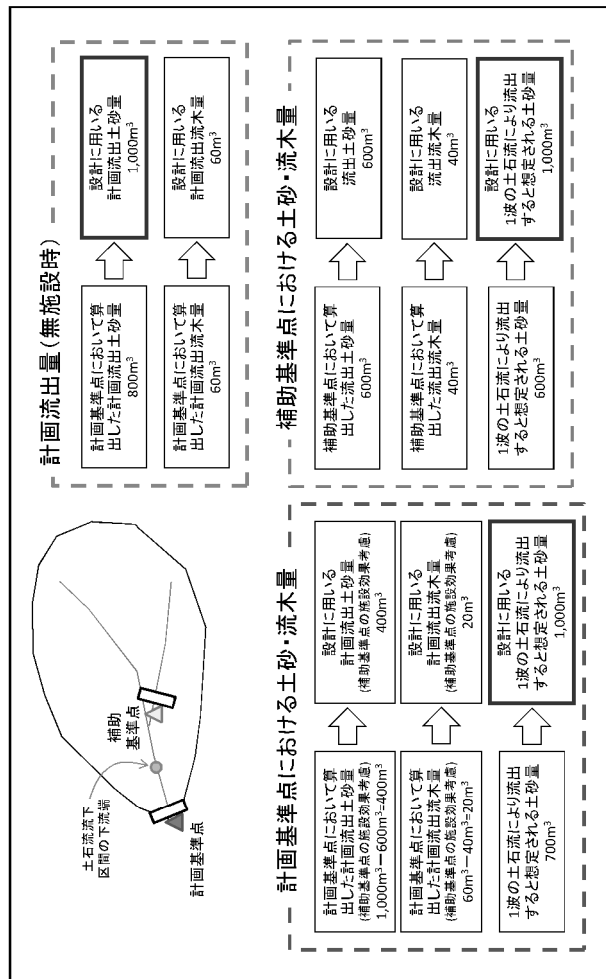 土石流流下
区間の下流端
補助
基準点
計画基準点
計画流出量(無施設時)
計画基準点において算
出した計画流出土砂量
800m³
設計に用いる
計画流出土砂量
1,000m³
計画基準点において算
出した計画流出流木量
60m³
設計に用いる
計画流出流木量
60m³
計画基準点における土砂・流木量
計画基準点において算
出した計画流出土砂量
(補助基準点の施設効果考慮)
1,000m³－600m³=400m³
設計に用いる
計画流出土砂量
(補助基準点の施設効果考慮)
400m³
計画基準点において算
出した計画流出流木量
(補助基準点の施設効果考慮)
60m³－40m³=20m³
設計に用いる
計画流出流木量
(補助基準点の施設効果考慮)
20m³
1波の土石流により流出
すると想定される土砂量
700m³
設計に用いる
1波の土石流により流出
すると想定される土砂量
1,000m³
補助基準点における土砂・流木量
補助基準点において算
出した流出土砂量
600m³
設計に用いる
流出土砂量
600m³
補助基準点において算
出した流出流木量
40m³
設計に用いる
流出流木量
40m³
1波の土石流により流出
すると想定される土砂量
600m³
設計に用いる
1波の土石流により流出
すると想定される土砂量
1,000m³